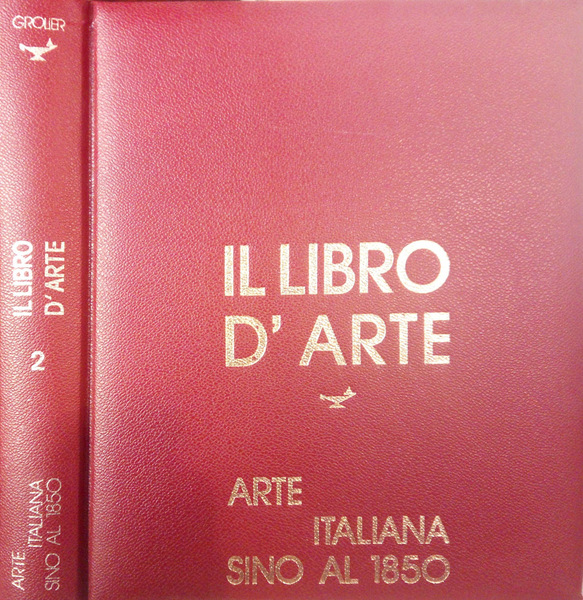 GROLIER
IL LIBRO
D' ARTE
2
ARTE
ITALIANA
SINO AL 1850
IL LIBRO
D' ARTE
ARTE
ITALIANA
SINO AL 1850